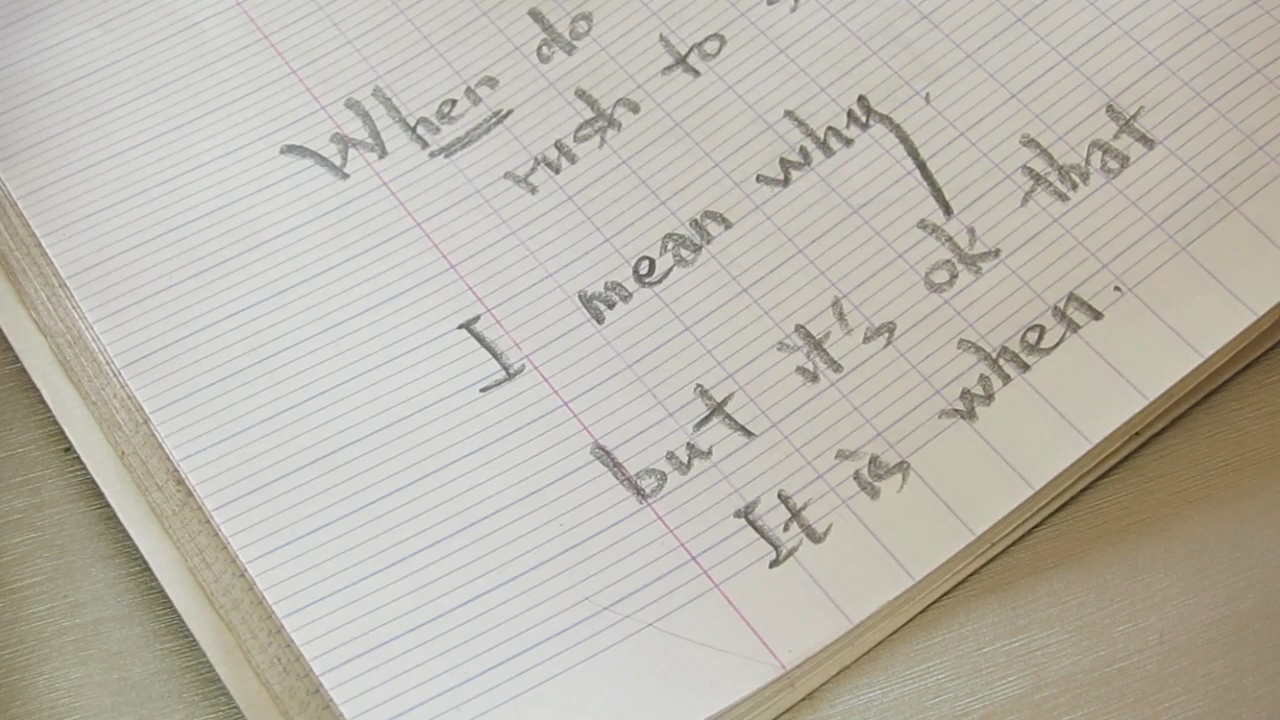 When do
rush to
I mean why,
but it's ok that
It is when.